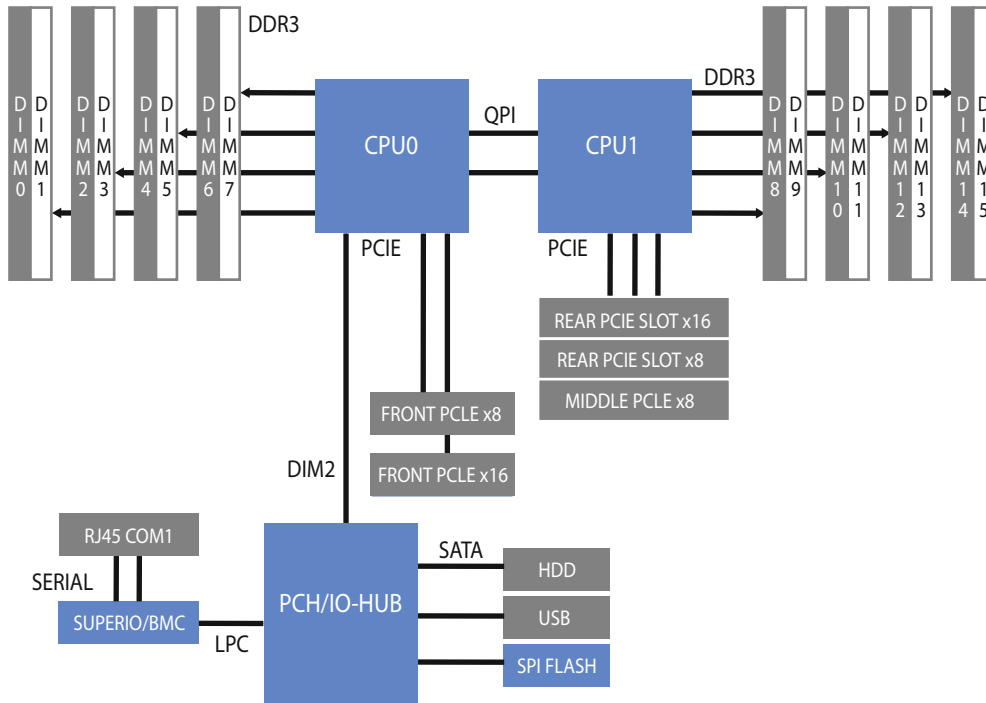 DDR3
DIMM0
DIMM1
DIMM2
DIMM3
DIMM4
DIMM5
DIMM6
DIMM7
CPU0
QPI
CPU1
DDR3
DIMM8
DIMM9
DIMM10
DIMM11
DIMM12
DIMM13
DIMM14
DIMM15
PCIE
PCIE
REAR PCIE SLOT x16
REAR PCIE SLOT x8
MIDDLE PCLE x8
FRONT PCLE x8
FRONT PCLE x16
DIM2
RJ45 COM1
SERIAL
SUPERIO/BMC
LPC
PCH/IO-HUB
SATA
HDD
USB
SPI FLASH